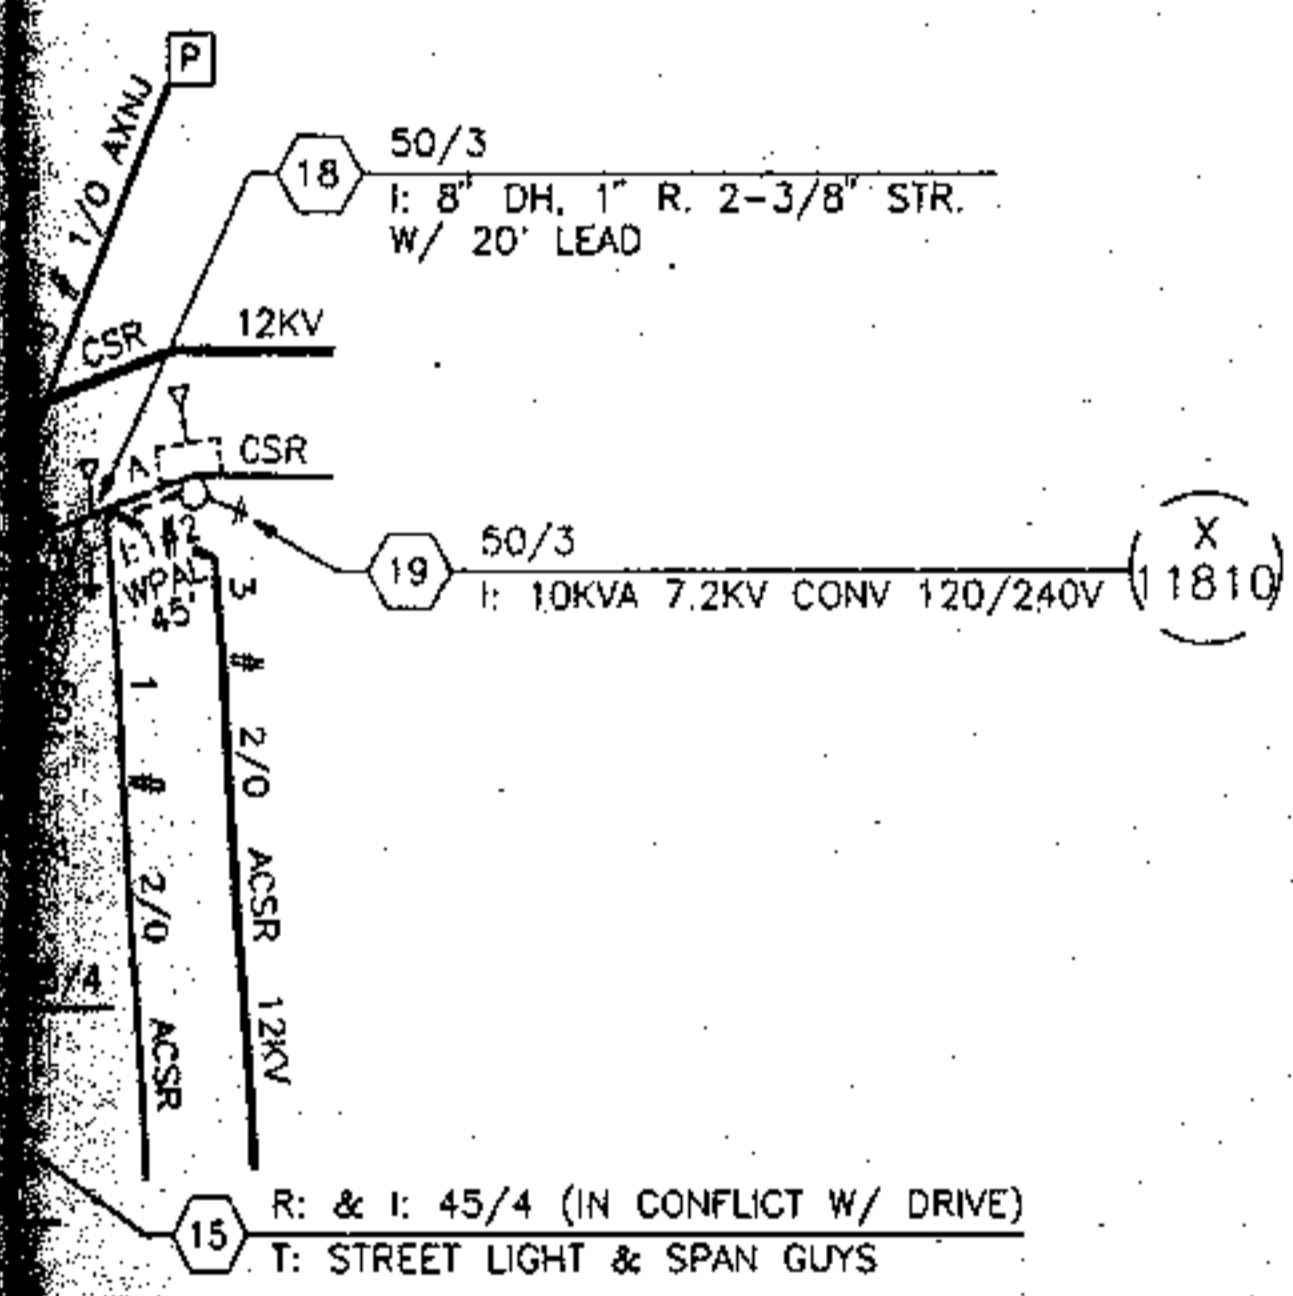 P
# 1/0 AXNJ
18
50/3
I: 8" DH, 1" R, 2-3/8" STR.
W/ 20' LEAD
CSR 12KV
A
CSR
I: #2
WPAL
45'
19
50/3
I: 10KVA 7.2KV CONV 120/240V
X
11810
1 # 2/0 ACSR
3 # 2/0 ACSR 12KV
/4
15
R: & I: 45/4 (IN CONFLICT W/ DRIVE)
T: STREET LIGHT & SPAN GUYS